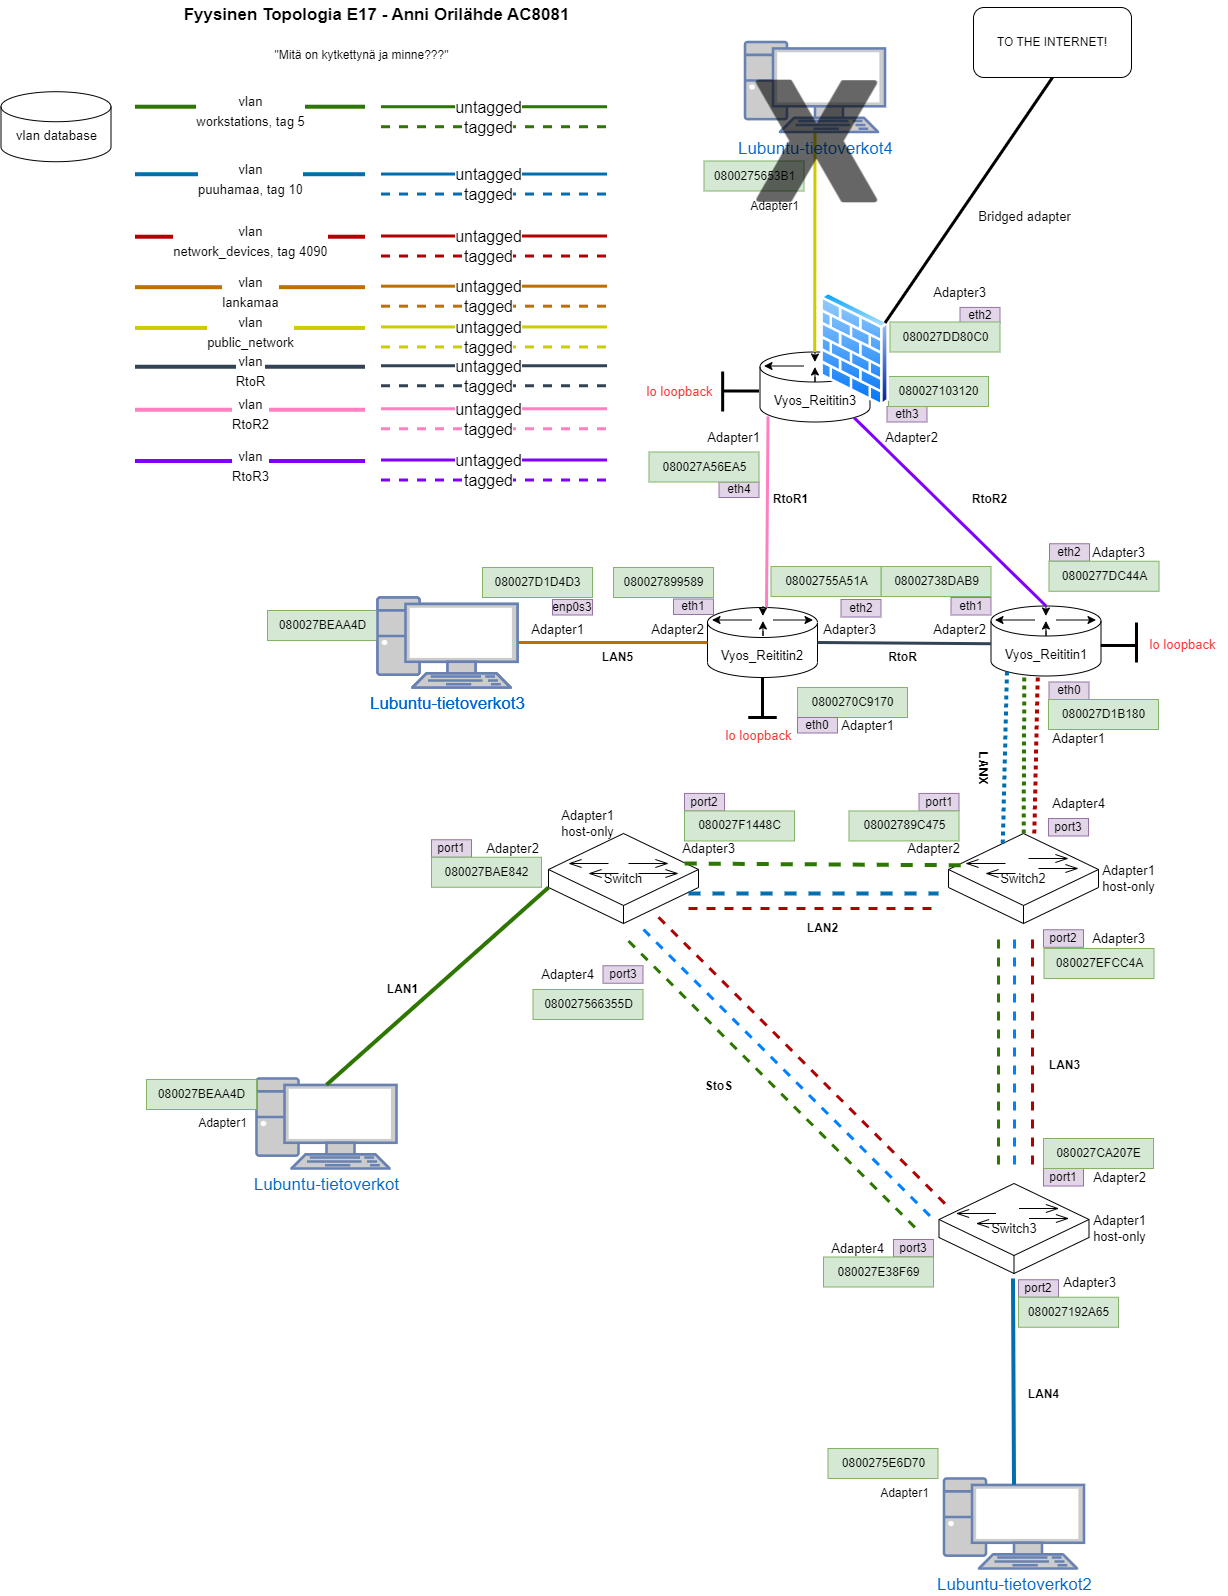 Fyysinen Topologia E17 - Anni Orilähde AC8081
"Mitä on kytkettynä ja minne???"
vlan database
vlan
workstations, tag 5
untagged
tagged
vlan
puuhamaa, tag 10
untagged
tagged
vlan
network_devices, tag 4090
untagged
tagged
vlan
lankamaa
untagged
tagged
vlan
public_network
untagged
tagged
vlan
RtoR
untagged
tagged
vlan
RtoR2
untagged
tagged
vlan
RtoR3
untagged
tagged
TO THE INTERNET!
Lubuntu-tietoverkot4
0800275653B1
Adapter1
Bridged adapter
Adapter3
eth2
080027DD80C0
080027103120
eth3
Adapter2
lo loopback
Vyos_Reititin3
Adapter1
080027A56EA5
eth4
RtoR1
RtoR2
eth2
Adapter3
080027DC44A
080027D1D4D3
enp0s3
Adapter1
080027899589
eth1
Adapter2
08002755A51A
eth2
Adapter3
08002738DAB9
eth1
Adapter2
080027BEAA4D
Lubuntu-tietoverkot3
LAN5
Vyos_Reititin2
RtoR
Vyos_Reititin1
lo loopback
0800270C9170
eth0
Adapter1
lo loopback
eth0
080027D1B180
Adapter1
LANX
Adapter1
host-only
port2
080027F1448C
Adapter3
port1
08002789C475
Adapter2
Adapter4
port3
port1
Adapter2
080027BAE842
Switch
Switch2
Adapter1
host-only
LAN2
port2
Adapter3
080027EFCC4A
Adapter4
port3
080027566355D
LAN1
StoS
LAN3
080027BEAA4D
Adapter1
Lubuntu-tietoverkot
080027CA207E
port1
Adapter2
Switch3
Adapter1
host-only
Adapter4
port3
080027E38F69
port2
Adapter3
080027192A65
LAN4
0800275E6D70
Adapter1
Lubuntu-tietoverkot2